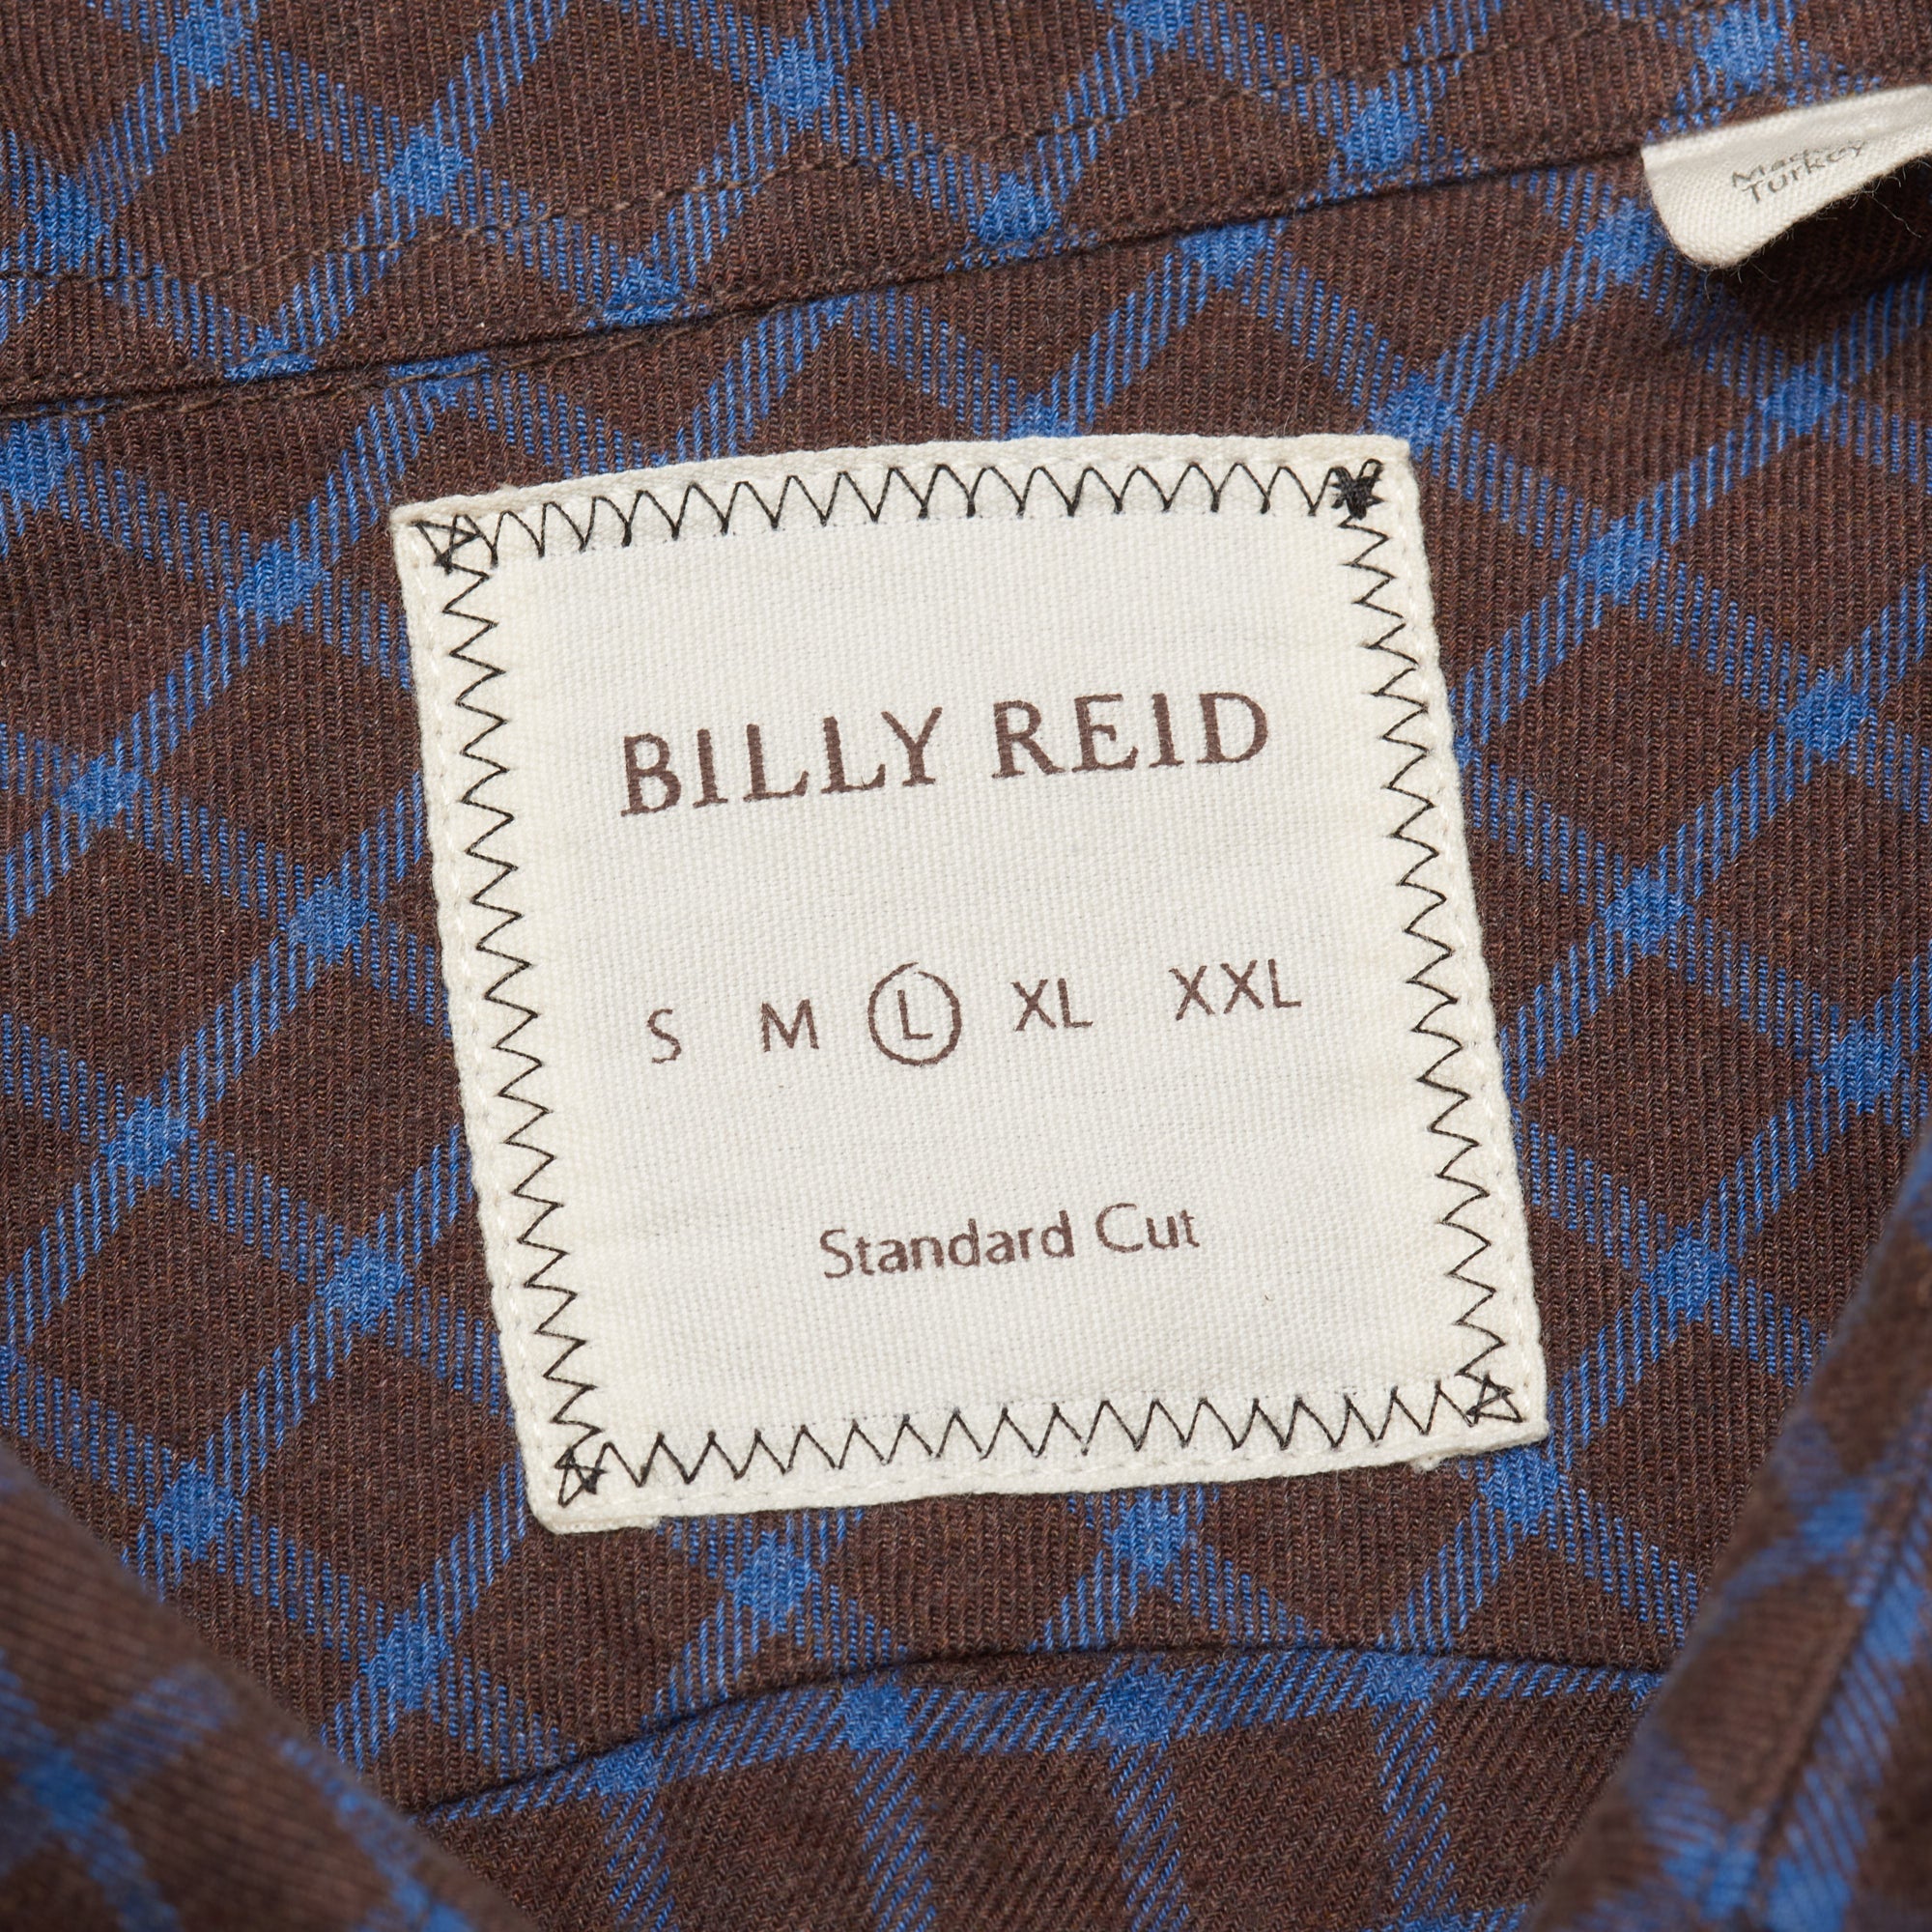 BILLY REID
S M L XL XXL
Standard Cut
Turkey